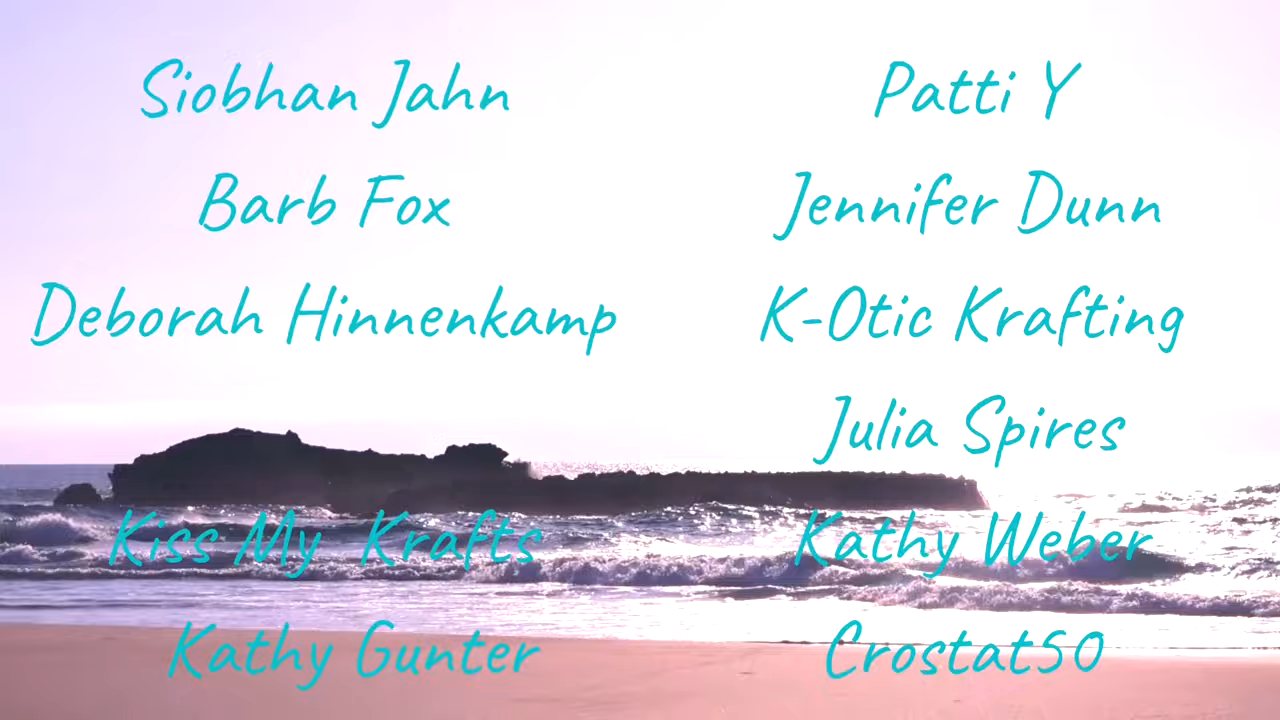 Siobhan Jahn
Barb Fox
Deborah Hinnenkamp
Kiss My Krafts
Kathy Gunter
Patti Y
Jennifer Dunn
K-Otic Krafting
Julia Spires
Kathy Weber
Crostat50